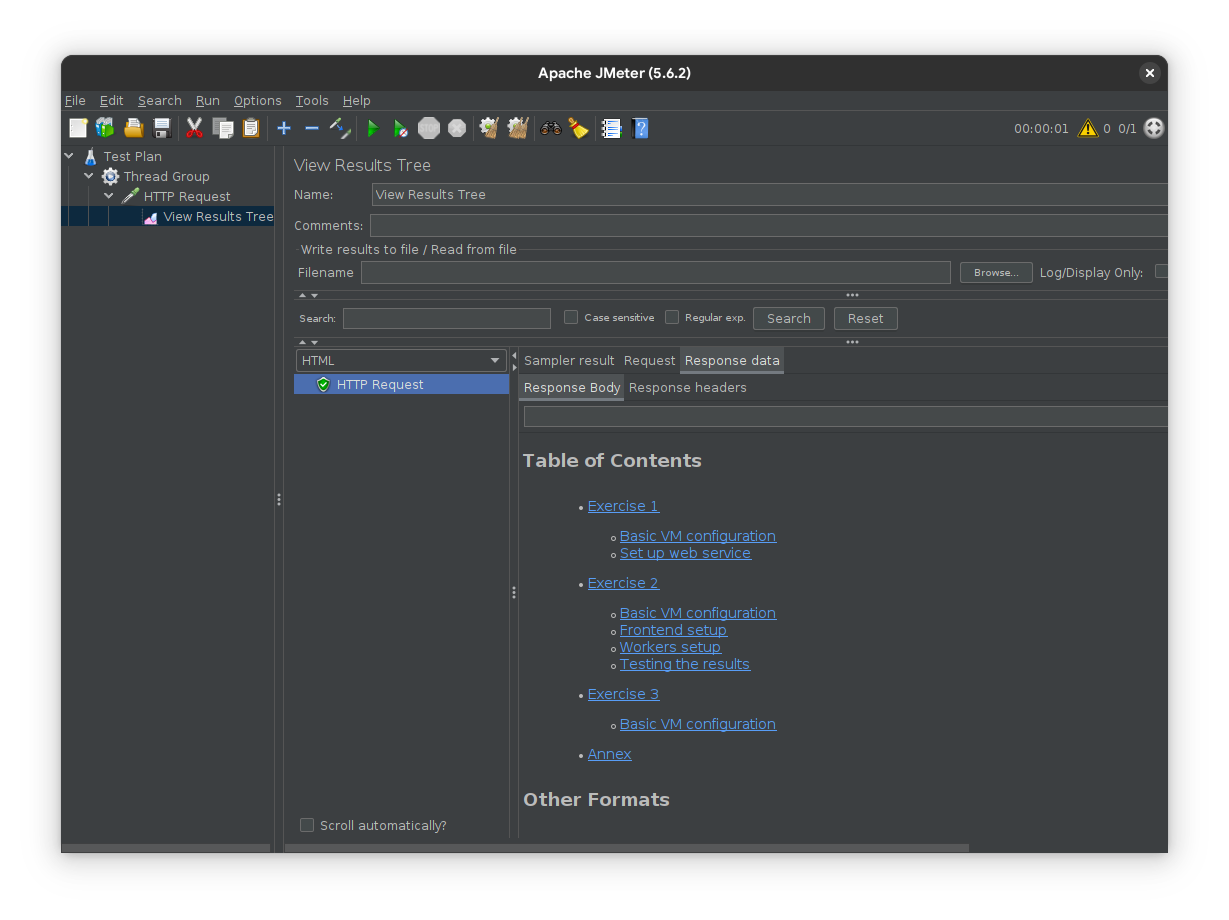 Apache JMeter (5.6.2)
File Edit Search Run Options Tools Help
STOP
00:00:01 0 0/1
Test Plan
Thread Group
HTTP Request
View Results Tree
View Results Tree
Name: View Results Tree
Comments:
Write results to file / Read from file
Filename Browse... Log/Display Only:
Search: Case sensitive Regular exp. Search Reset
HTML
HTTP Request
Scroll automatically?
Sampler result Request Response data
Response Body Response headers
Table of Contents
• Exercise 1
Basic VM configuration
Set up web service
• Exercise 2
Basic VM configuration
Frontend setup
Workers setup
Testing the results
• Exercise 3
Basic VM configuration
• Annex
Other Formats